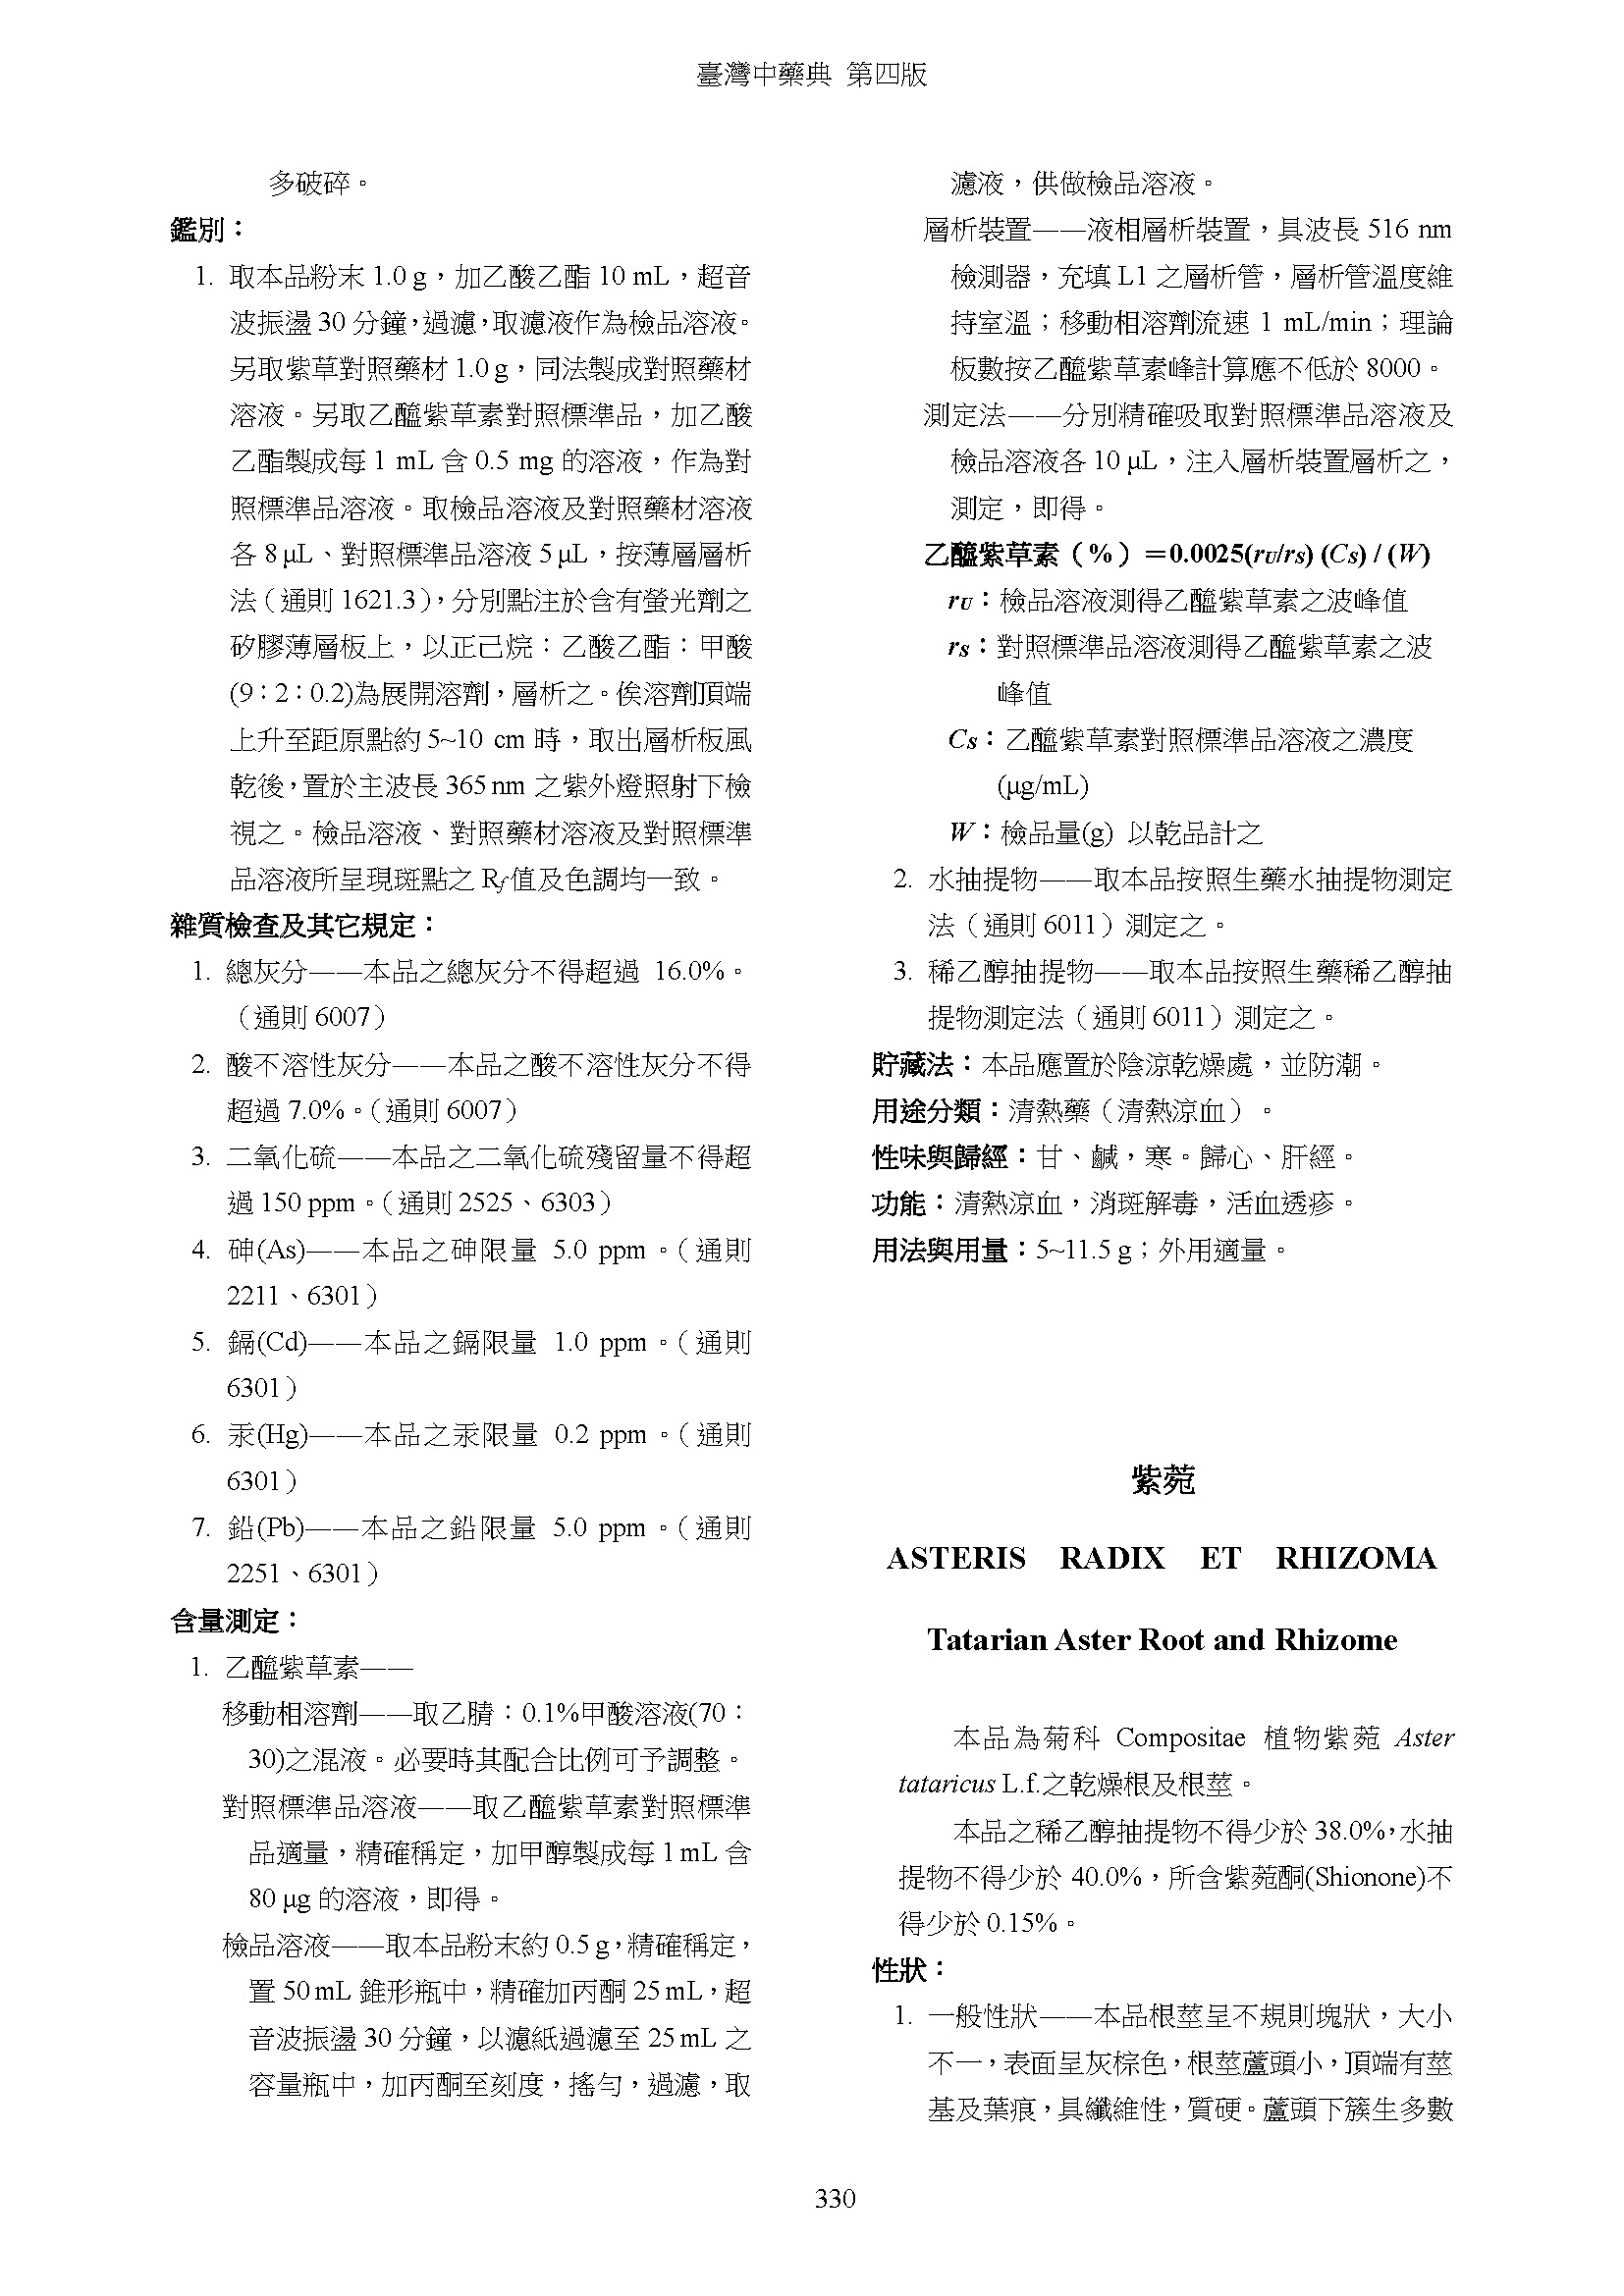 臺灣中藥典 第四版
多破碎。
鑑別：
1. 取本品粉末 1.0 g，加乙酸乙酯 10 mL，超音
波振盪 30 分鐘，過濾，取濾液作為檢品溶液。
另取紫草對照藥材 1.0 g，同法製成對照藥材
溶液。另取乙醯紫草素對照標準品，加乙酸
乙酯製成每 1 mL 含 0.5 mg 的溶液，作為對
照標準品溶液。取檢品溶液及對照藥材溶液
各 8 μL、對照標準品溶液 5 μL，按薄層層析
法（通則 1621.3），分別點注於含有螢光劑之
矽膠薄層板上，以正己烷：乙酸乙酯：甲酸
(9：2：0.2)為展開溶劑，層析之。俟溶劑頂端
上升至距原點約 5~10 cm 時，取出層析板風
乾後，置於主波長 365 nm 之紫外燈照射下檢
視之。檢品溶液、對照藥材溶液及對照標準
品溶液所呈現斑點之 Rf值及色調均一致。
雜質檢查及其它規定：
1. 總灰分——本品之總灰分不得超過 16.0%。
（通則 6007）
2. 酸不溶性灰分——本品之酸不溶性灰分不得
超過 7.0%。（通則 6007）
3. 二氧化硫——本品之二氧化硫殘留量不得超
過 150 ppm。（通則 2525、6303）
4. 砷(As)——本品之砷限量 5.0 ppm。（通則
2211、6301）
5. 鎘(Cd)——本品之鎘限量 1.0 ppm。（通則
6301）
6. 汞(Hg)——本品之汞限量 0.2 ppm。（通則
6301）
7. 鉛(Pb)——本品之鉛限量 5.0 ppm。（通則
2251、6301）
含量測定：
1. 乙醯紫草素——
移動相溶劑——取乙腈：0.1%甲酸溶液(70：
30)之混液。必要時其配合比例可予調整。
對照標準品溶液——取乙醯紫草素對照標準
品適量，精確稱定，加甲醇製成每 1 mL 含
80 μg 的溶液，即得。
檢品溶液——取本品粉末約 0.5 g，精確稱定，
置 50 mL 錐形瓶中，精確加丙酮 25 mL，超
音波振盪 30 分鐘，以濾紙過濾至 25 mL 之
容量瓶中，加丙酮至刻度，搖勻，過濾，取
濾液，供做檢品溶液。
層析裝置——液相層析裝置，具波長 516 nm
檢測器，充填 L1 之層析管，層析管溫度維
持室溫；移動相溶劑流速 1 mL/min；理論
板數按乙醯紫草素峰計算應不低於 8000。
測定法——分別精確吸取對照標準品溶液及
檢品溶液各 10 μL，注入層析裝置層析之，
測定，即得。
乙醯紫草素（%）＝0.0025(rU/rS) (CS) / (W)
rU：檢品溶液測得乙醯紫草素之波峰值
rS：對照標準品溶液測得乙醯紫草素之波
峰值
CS：乙醯紫草素對照標準品溶液之濃度
(μg/mL)
W：檢品量(g) 以乾品計之
2. 水抽提物——取本品按照生藥水抽提物測定
法（通則 6011）測定之。
3. 稀乙醇抽提物——取本品按照生藥稀乙醇抽
提物測定法（通則 6011）測定之。
貯藏法：本品應置於陰涼乾燥處，並防潮。
用途分類：清熱藥（清熱涼血）。
性味與歸經：甘、鹹，寒。歸心、肝經。
功能：清熱涼血，消斑解毒，活血透疹。
用法與用量：5~11.5 g；外用適量。
紫菀
ASTERIS RADIX ET RHIZOMA
Tatarian Aster Root and Rhizome
本品為菊科 Compositae 植物紫菀 Aster
tataricus L.f.之乾燥根及根莖。
本品之稀乙醇抽提物不得少於 38.0%，水抽
提物不得少於 40.0%，所含紫菀酮(Shionone)不
得少於 0.15%。
性狀：
1. 一般性狀——本品根莖呈不規則塊狀，大小
不一，表面呈灰棕色，根莖蘆頭小，頂端有莖
基及葉痕，具纖維性，質硬。蘆頭下簇生多數
330